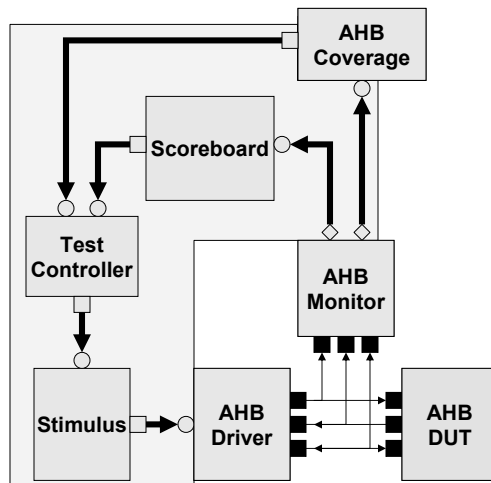 AHB
Coverage
Scoreboard
Test
Controller
AHB
Monitor
Stimulus
AHB
Driver
AHB
DUT